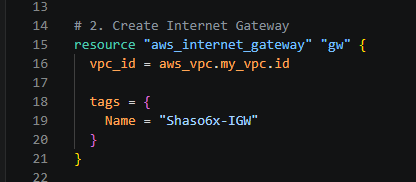 13
14 # 2. Create Internet Gateway
15 resource "aws_internet_gateway" "gw" {
16   vpc_id = aws_vpc.my_vpc.id
17
18   tags = {
19     Name = "Shaso6x-IGW"
20   }
21 }
22